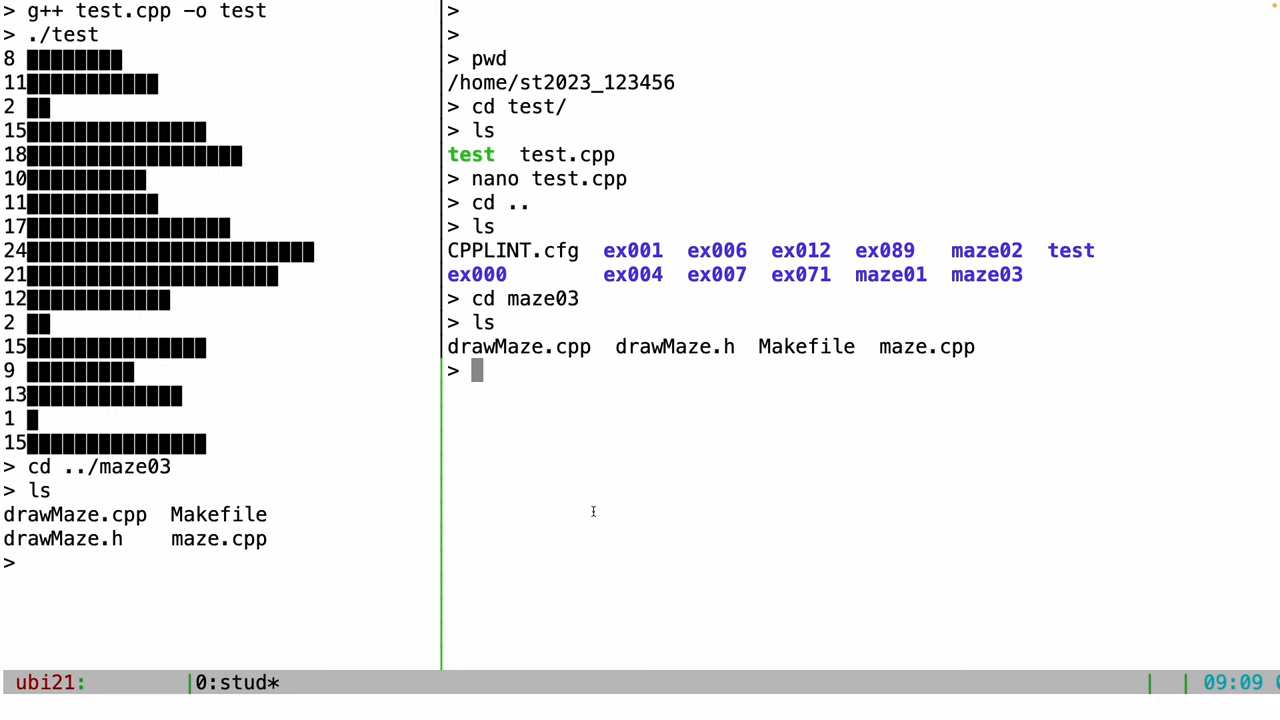 > g++ test.cpp -o test
> ./test
8 ████████
11███████████
2 ██
15███████████████
18██████████████████
10██████████
11███████████
17█████████████████
24████████████████████████
21█████████████████████
12████████████
2 ██
15███████████████
9 █████████
13█████████████
1 █
15███████████████
> cd ../maze03
> ls
drawMaze.cpp  Makefile
drawMaze.h    maze.cpp
>
>
>
> pwd
/home/st2023_123456
> cd test/
> ls
test  test.cpp
> nano test.cpp
> cd ..
> ls
CPPLINT.cfg  ex001  ex006  ex012  ex089   maze02  test
ex000        ex004  ex007  ex071  maze01  maze03
> cd maze03
> ls
drawMaze.cpp  drawMaze.h  Makefile  maze.cpp
>
ubi21:         |0:stud*          |  | 09:09